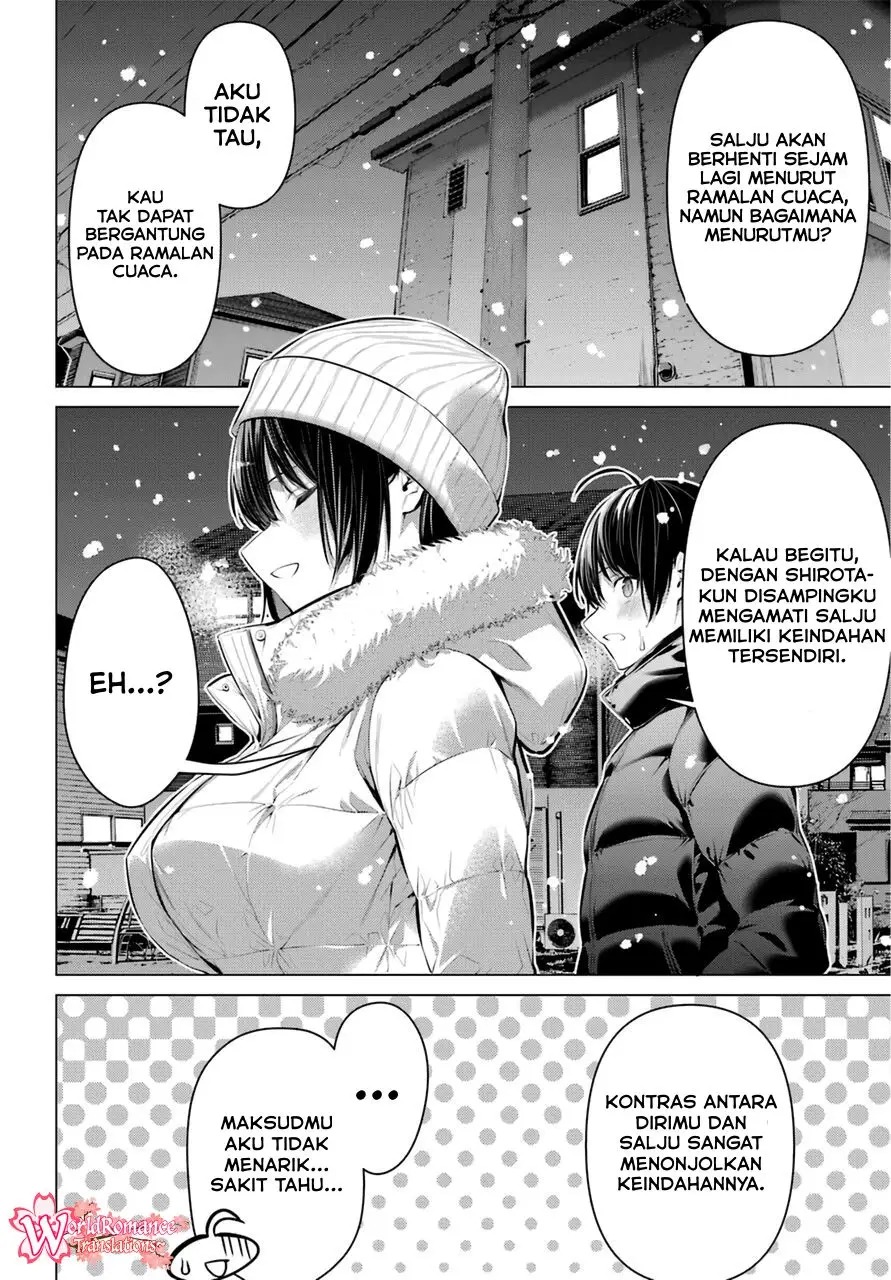 SALJU AKAN
BERHENTI SEJAM
LAGI MENURUT
RAMALAN CUACA,
NAMUN BAGAIMANA
MENURUTMU?
AKU
TIDAK
TAU,
KAU
TAK DAPAT
BERGANTUNG
PADA RAMALAN
CUACA.
KALAU BEGITU,
DENGAN SHIROTA-
KUN DISAMPINGKU
MENGAMATI SALJU
MEMILIKI KEINDAHAN
TERSENDIRI.
EH...?
KONTRAS ANTARA
DIRIMU DAN
SALJU SANGAT
MENONJOLKAN
KEINDAHANNYA.
...
MAKSUDMU
AKU TIDAK
MENARIK...
SAKIT TAHU...
WorldRomance
Translations